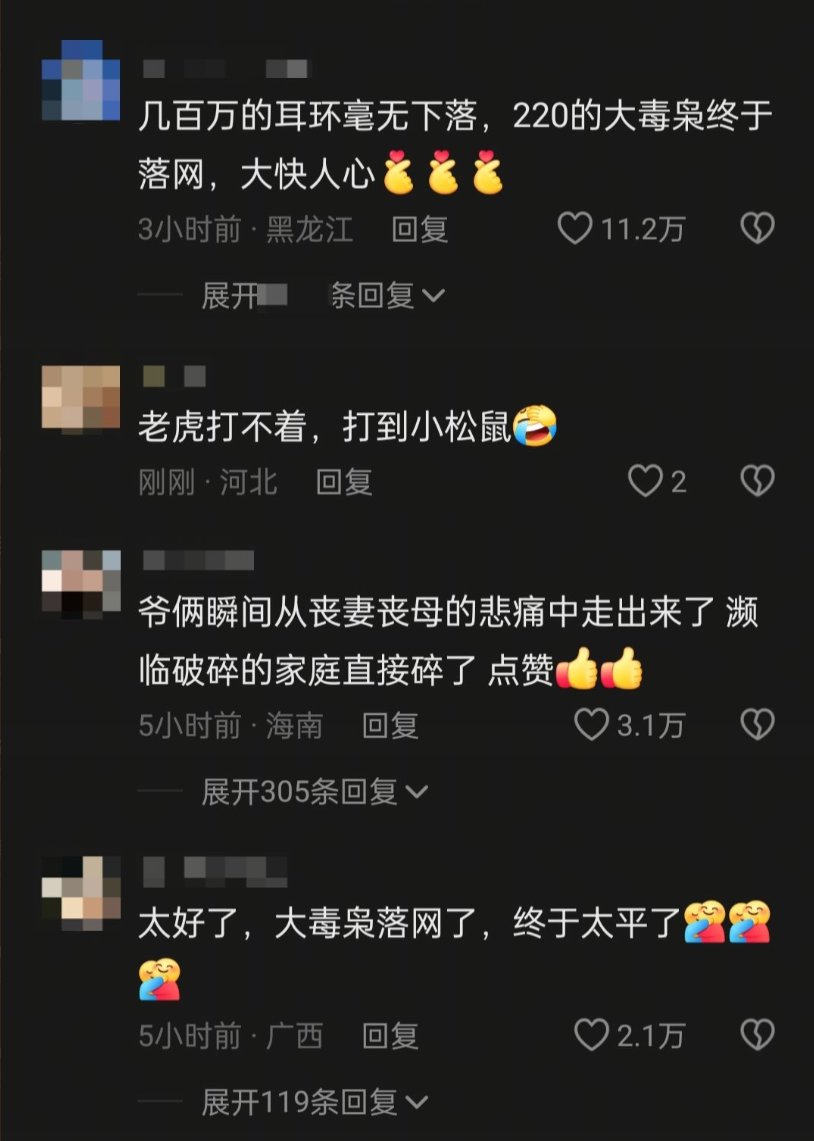 几百万的耳环毫无下落，220的大毒枭终于
落网，大快人心
3小时前 · 黑龙江 回复 11.2万
展开 条回复
老虎打不着，打到小松鼠
刚刚 · 河北 回复 2
爷俩瞬间从丧妻丧母的悲痛中走出来了 濒
临破碎的家庭直接碎了 点赞
5小时前 · 海南 回复 3.1万
展开305条回复
太好了，大毒枭落网了，终于太平了
5小时前 · 广西 回复 2.1万
展开119条回复